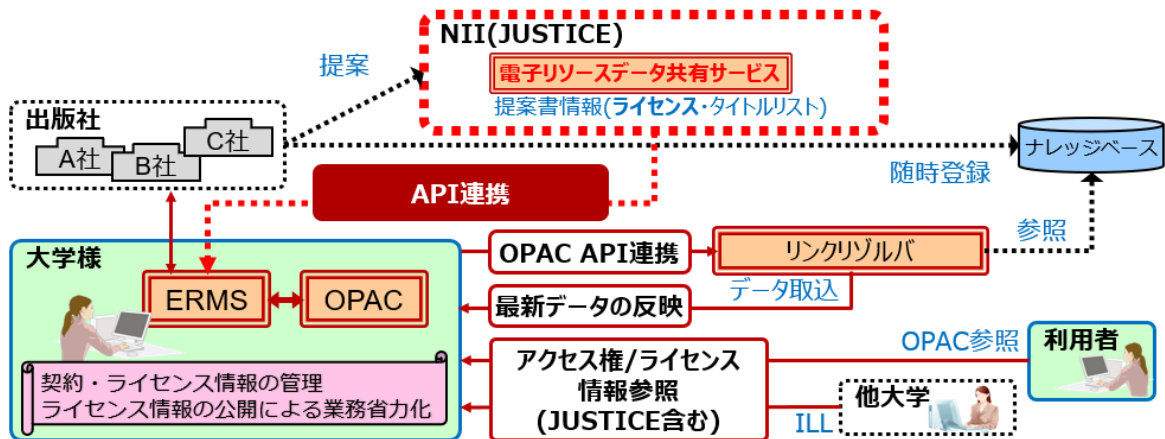 NII(JUSTICE)
電子リソースデータ共有サービス
提案書情報(ライセンス・タイトルリスト)
提案
出版社
A社
B社
C社
ナレッジベース
随時登録
API連携
参照
大学様
ERMS
OPAC
OPAC API連携
リンクリゾルバ
データ取込
最新データの反映
契約・ライセンス情報の管理
ライセンス情報の公開による業務省力化
アクセス権/ライセンス
情報参照
(JUSTICE含む)
OPAC参照
利用者
他大学
ILL